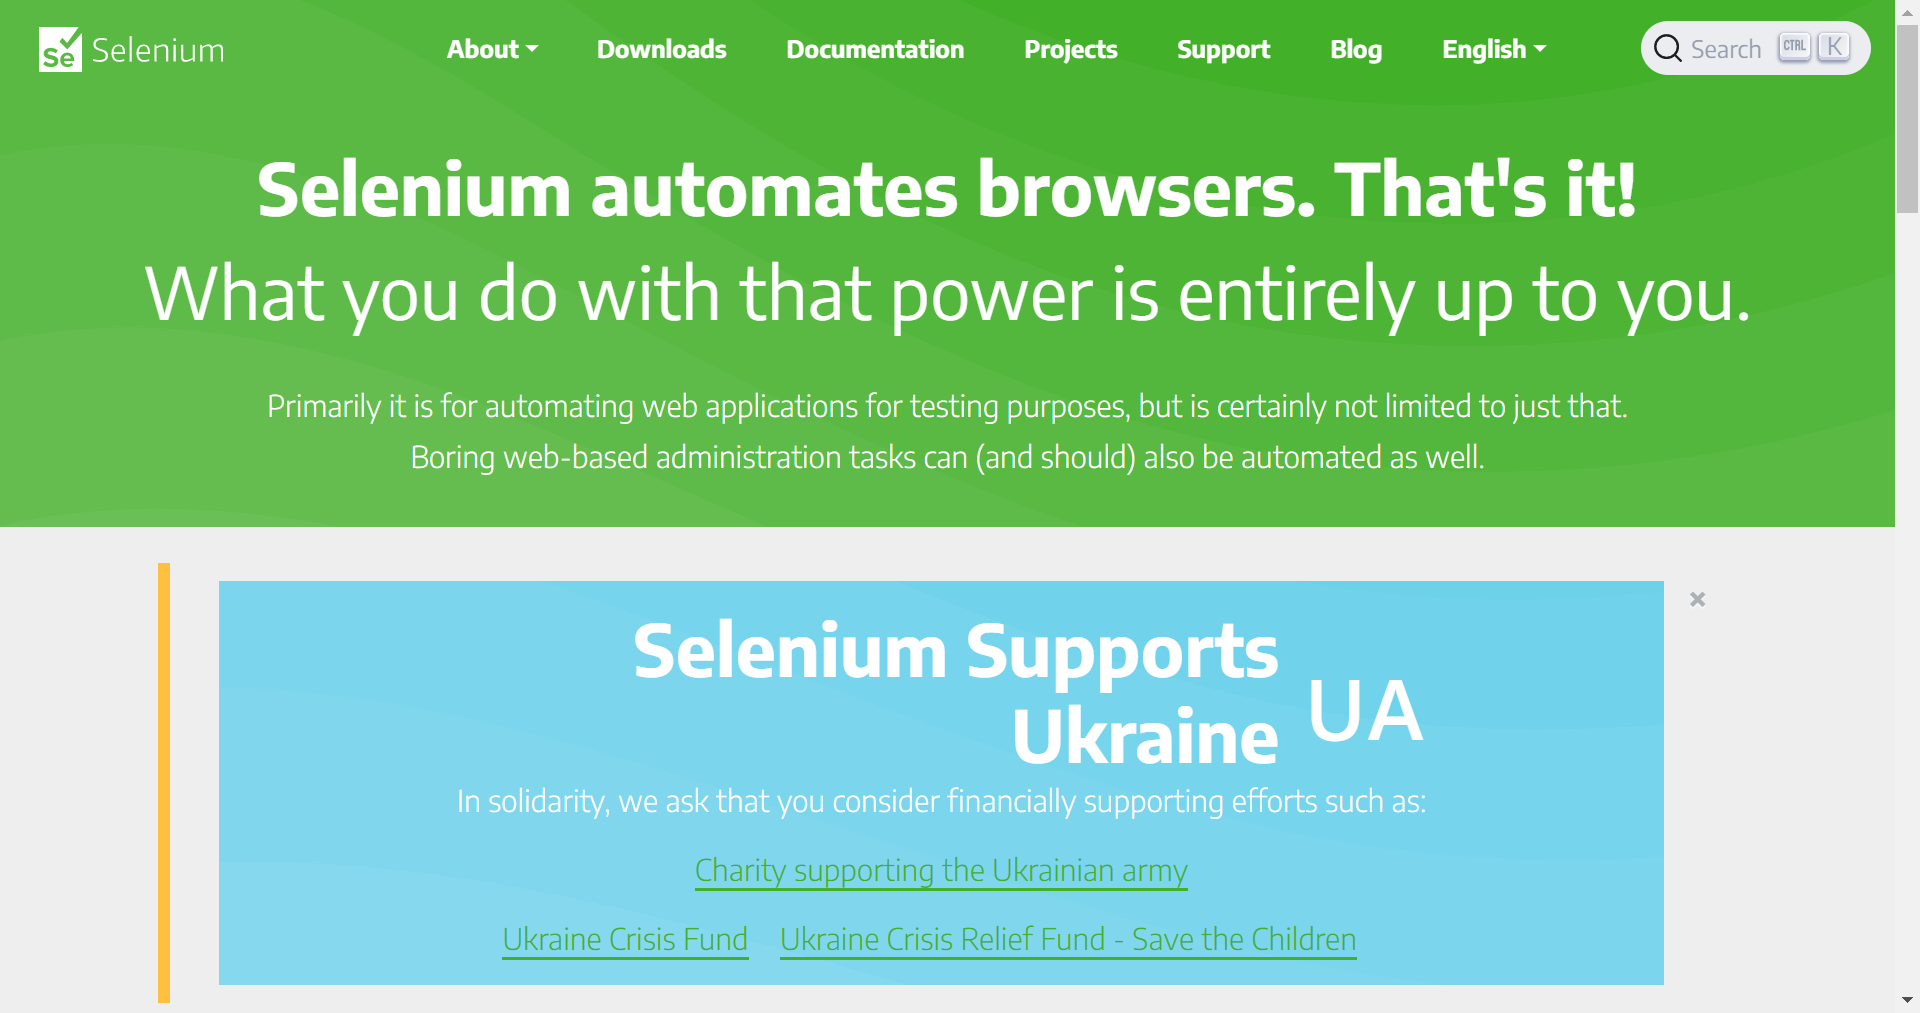 Se Selenium
About
Downloads
Documentation
Projects
Support
Blog
English
Search CTRL K
Selenium automates browsers. That's it!
What you do with that power is entirely up to you.
Primarily it is for automating web applications for testing purposes, but is certainly not limited to just that.
Boring web-based administration tasks can (and should) also be automated as well.
Selenium Supports
Ukraine
UA
In solidarity, we ask that you consider financially supporting efforts such as:
Charity supporting the Ukrainian army
Ukraine Crisis Fund
Ukraine Crisis Relief Fund - Save the Children